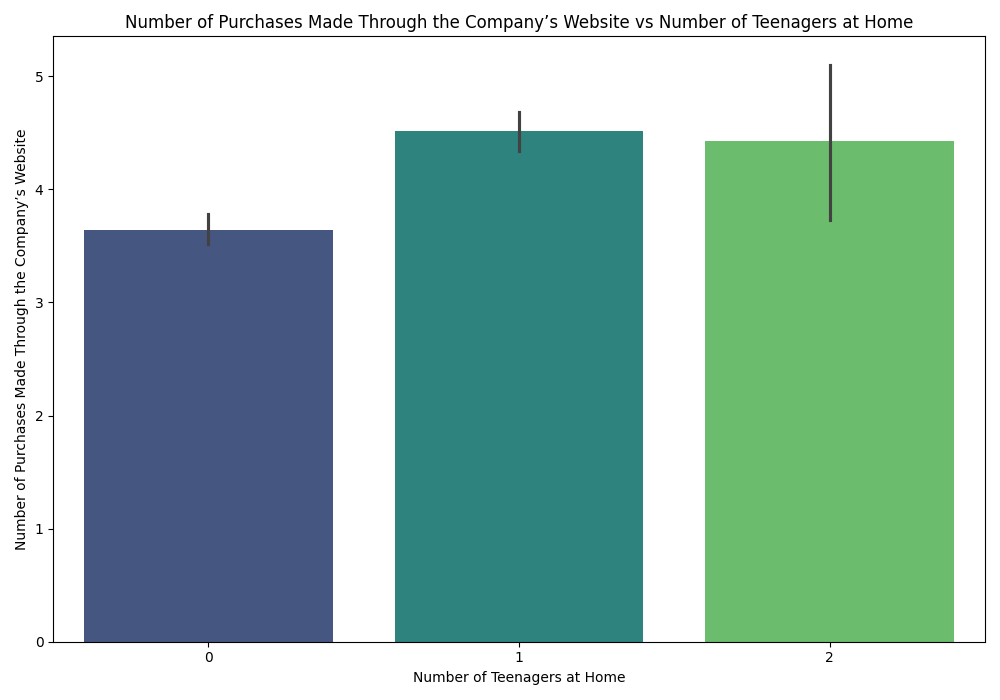 Number of Purchases Made Through the Company’s Website vs Number of Teenagers at Home
Number of Purchases Made Through the Company’s Website
5
4
3
2
1
0
0 1 2
Number of Teenagers at Home